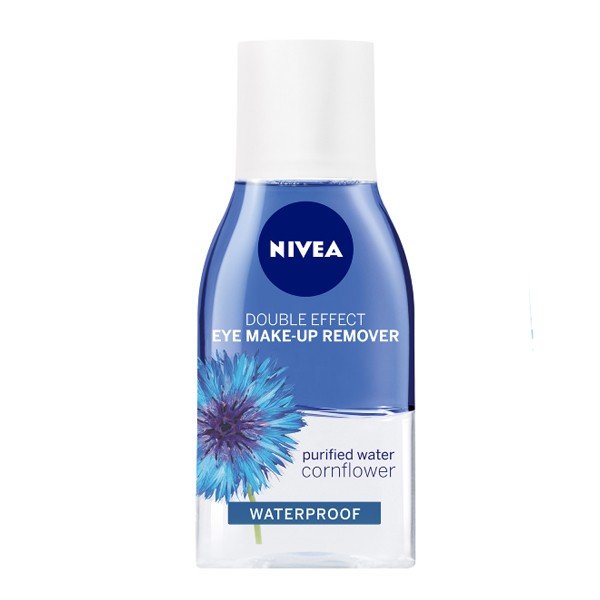 NIVEA
DOUBLE EFFECT
EYE MAKE-UP REMOVER
purified water
cornflower
WATERPROOF